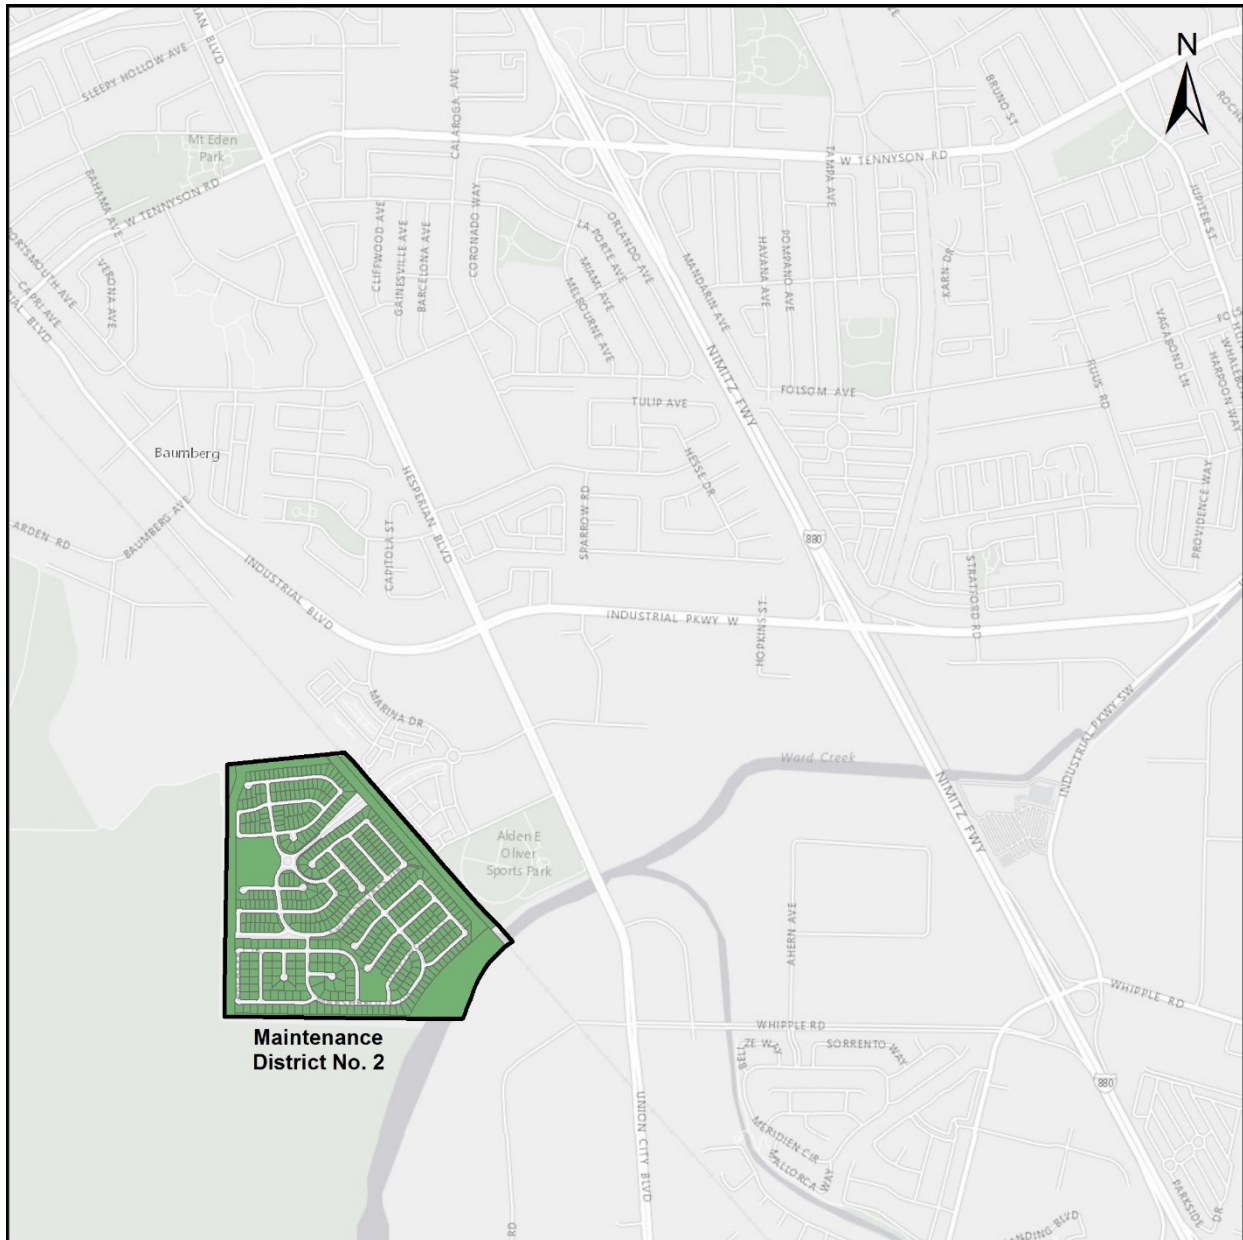 N
SLEEPY HOLLOW AVE
Mt Eden
Park
CALAROGA AVE
BRUNO ST
TAMPA AVE
W TENNYSON RD
BAHAMA AVE
W TENNYSON RD
JUPITER ST
CORONADO WAY
CLIFFWOOD AVE
GAINESVILLE AVE
BARCELONA AVE
LA PORTE AVE
ORLANDO AVE
MIAMI AVE
MELBOURNE AVE
MANDARIN AVE
HAVANA AVE
POMPANO AVE
KARN DR
VERONA AVE
CAPRI AVE
VAGABOND LN
HARPOON WAY
NIMITZ FWY
FOLSOM AVE
RUUS RD
TULIP AVE
HESSE DR
Baumberg
HESPERIAN BLVD
SPARROW RD
CAPITOLA ST
BAUMBERG AVE
ARDEN RD
INDUSTRIAL BLVD
PROVIDENCE WAY
880
STRATFORD RD
INDUSTRIAL PKWY W
HOPKINS ST
MARINA DR
INDUSTRIAL PKWY SW
Ward Creek
NIMITZ FWY
Alden E
Oliver
Sports Park
AHERN AVE
WHIPPLE RD
WHIPPLE RD
Maintenance
District No. 2
SORRENTO WAY
880
UNION CITY BLVD
MERIDIEN CIR
PARKSIDE DR
RD